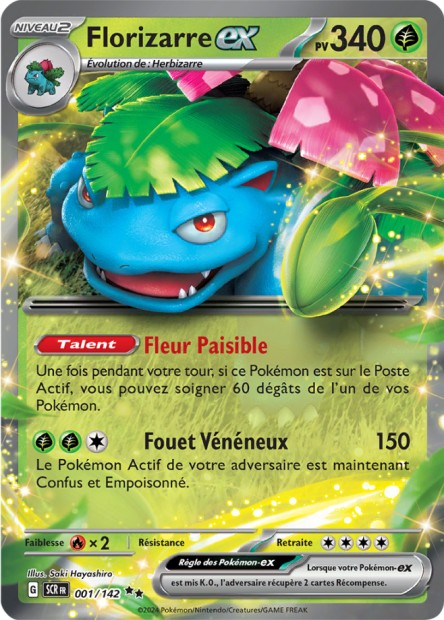 NIVEAU2
Florizarre ex PV 340
Évolution de : Herbizarre
Talent Fleur Paisible
Une fois pendant votre tour, si ce Pokémon est sur le Poste
Actif, vous pouvez soigner 60 dégâts de l'un de vos
Pokémon.
Fouet Vénéneux 150
Le Pokémon Actif de votre adversaire est maintenant
Confus et Empoisonné.
Faiblesse ×2 Résistance Retraite
Illus. Saki Hayashiro
Règle des Pokémon-ex Lorsque votre Pokémon-ex
est mis K.O., l'adversaire récupère 2 cartes Récompense.
G SCR FR 001/142
©2024 Pokémon/Nintendo/Creatures/GAME FREAK